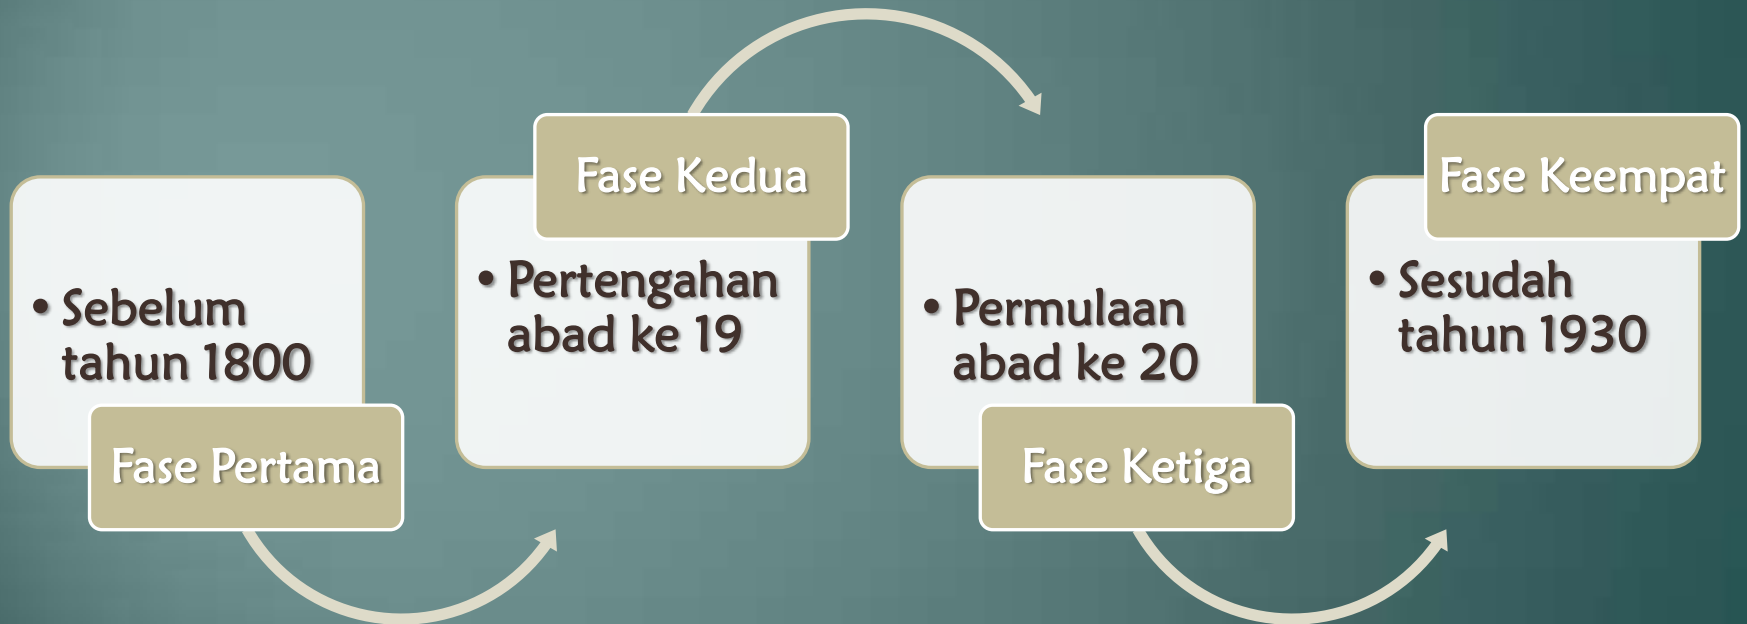 • Sebelum
tahun 1800
Fase Pertama
Fase Kedua
• Pertengahan
abad ke 19
• Permulaan
abad ke 20
Fase Ketiga
Fase Keempat
• Sesudah
tahun 1930